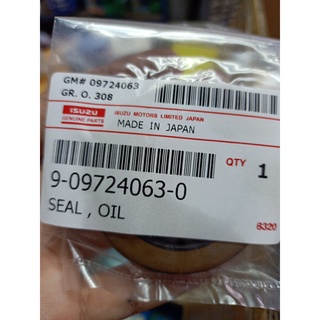 GM# 09724063
GR. O. 308
ISUZU
GENUINE PARTS
ISUZU MOTORS LIMITED JAPAN
MADE IN JAPAN
QTY 1
9-09724063-0
SEAL , OIL
8320